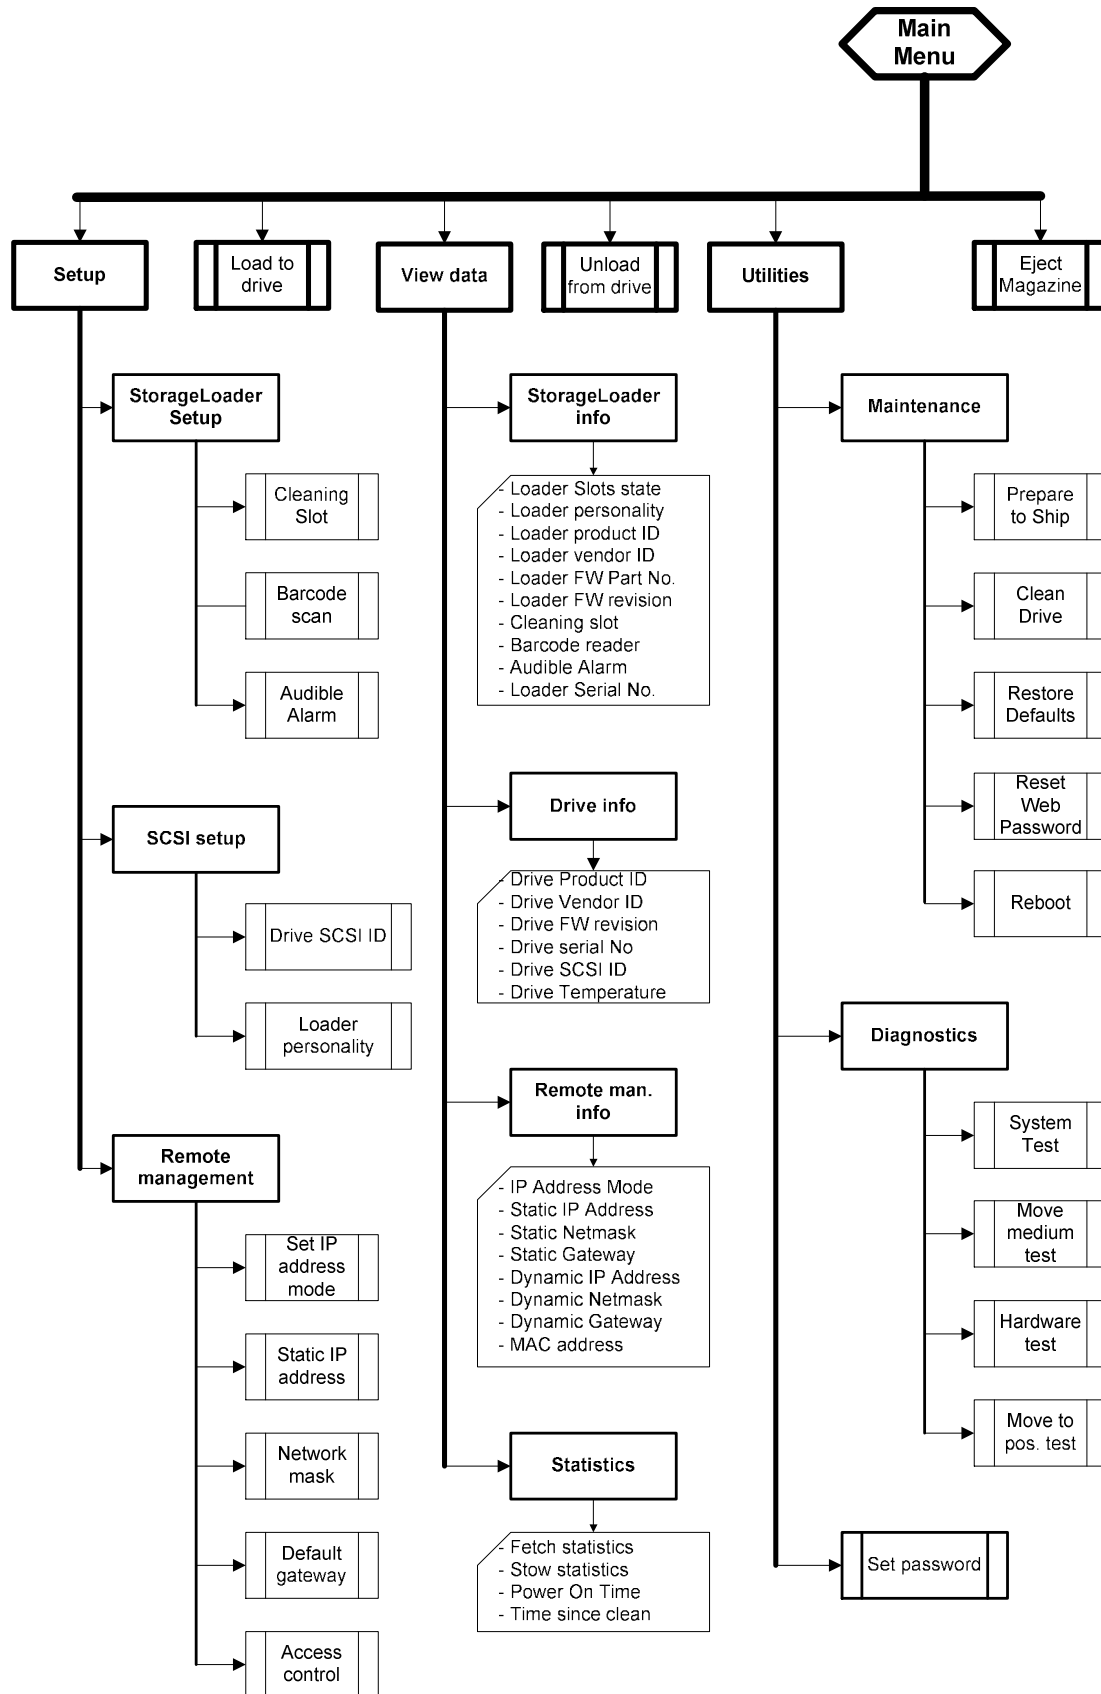 Main
Menu
Setup
Load to
drive
View data
Unload
from drive
Utilities
Eject
Magazine
StorageLoader
Setup
Cleaning
Slot
Barcode
scan
Audible
Alarm
SCSI setup
Drive SCSI ID
Loader
personality
Remote
management
Set IP
address
mode
Static IP
address
Network
mask
Default
gateway
Access
control
StorageLoader
info
- Loader Slots state
- Loader personality
- Loader product ID
- Loader vendor ID
- Loader FW Part No.
- Loader FW revision
- Cleaning slot
- Barcode reader
- Audible Alarm
- Loader Serial No.
Drive info
- Drive Product ID
- Drive Vendor ID
- Drive FW revision
- Drive serial No
- Drive SCSI ID
- Drive Temperature
Remote man.
info
- IP Address Mode
- Static IP Address
- Static Netmask
- Static Gateway
- Dynamic IP Address
- Dynamic Netmask
- Dynamic Gateway
- MAC address
Statistics
- Fetch statistics
- Stow statistics
- Power On Time
- Time since clean
Maintenance
Prepare
to Ship
Clean
Drive
Restore
Defaults
Reset
Web
Password
Reboot
Diagnostics
System
Test
Move
medium
test
Hardware
test
Move to
pos. test
Set password